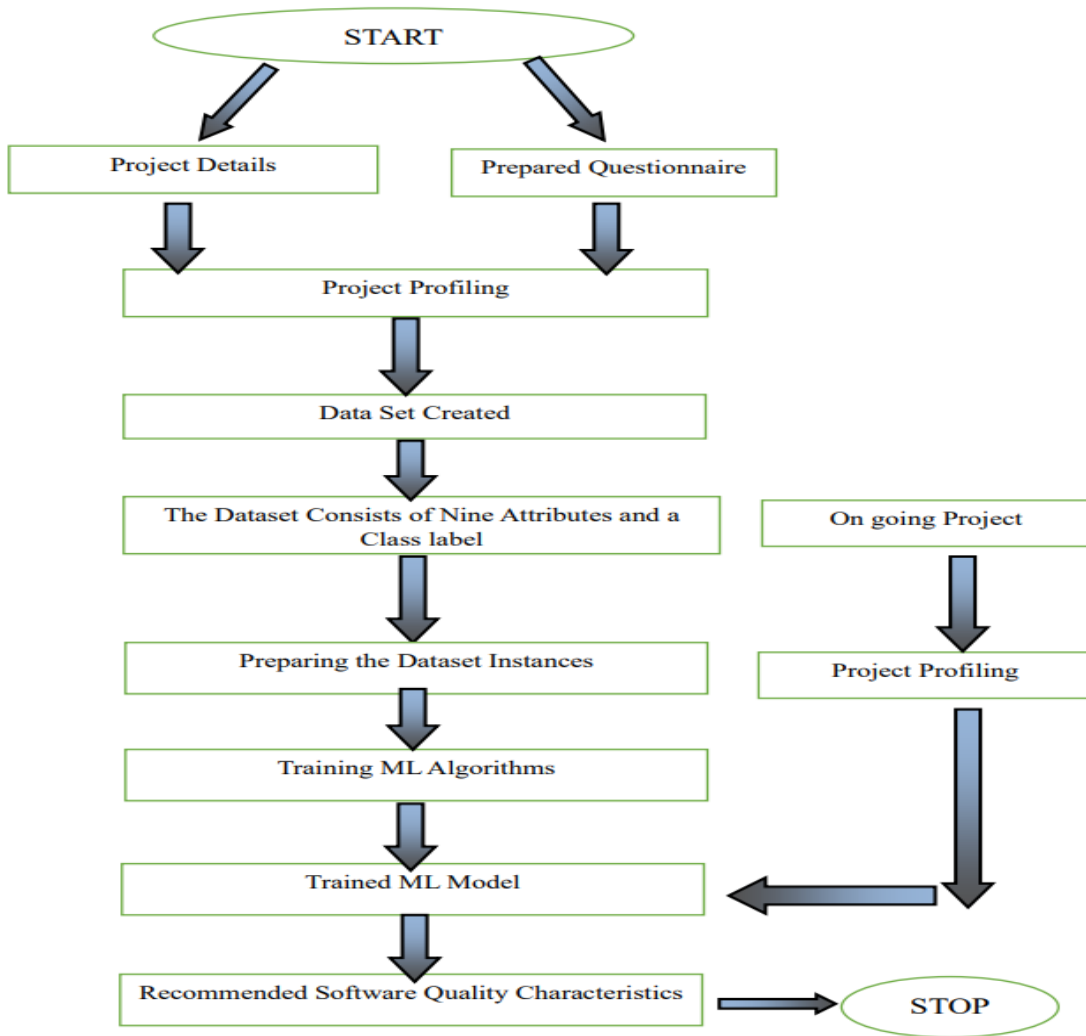 START
Project Details
Prepared Questionnaire
Project Profiling
Data Set Created
The Dataset Consists of Nine Attributes and a
Class label
On going Project
Preparing the Dataset Instances
Project Profiling
Training ML Algorithms
Trained ML Model
Recommended Software Quality Characteristics
STOP